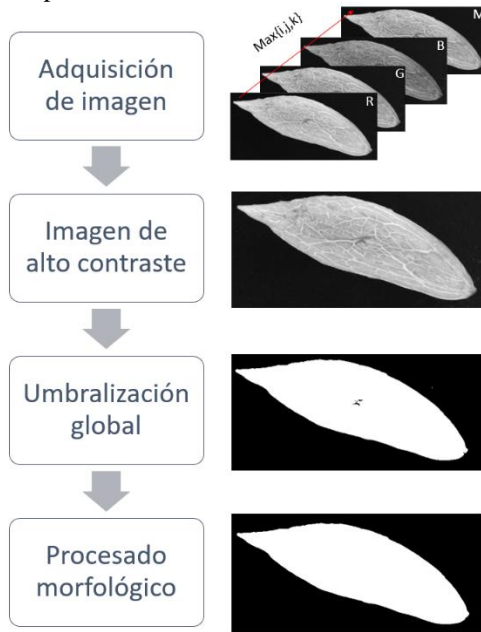 Max{i,j,k}
M
B
G
R
Adquisición
de imagen
Imagen de
alto contraste
Umbralización
global
Procesado
morfológico